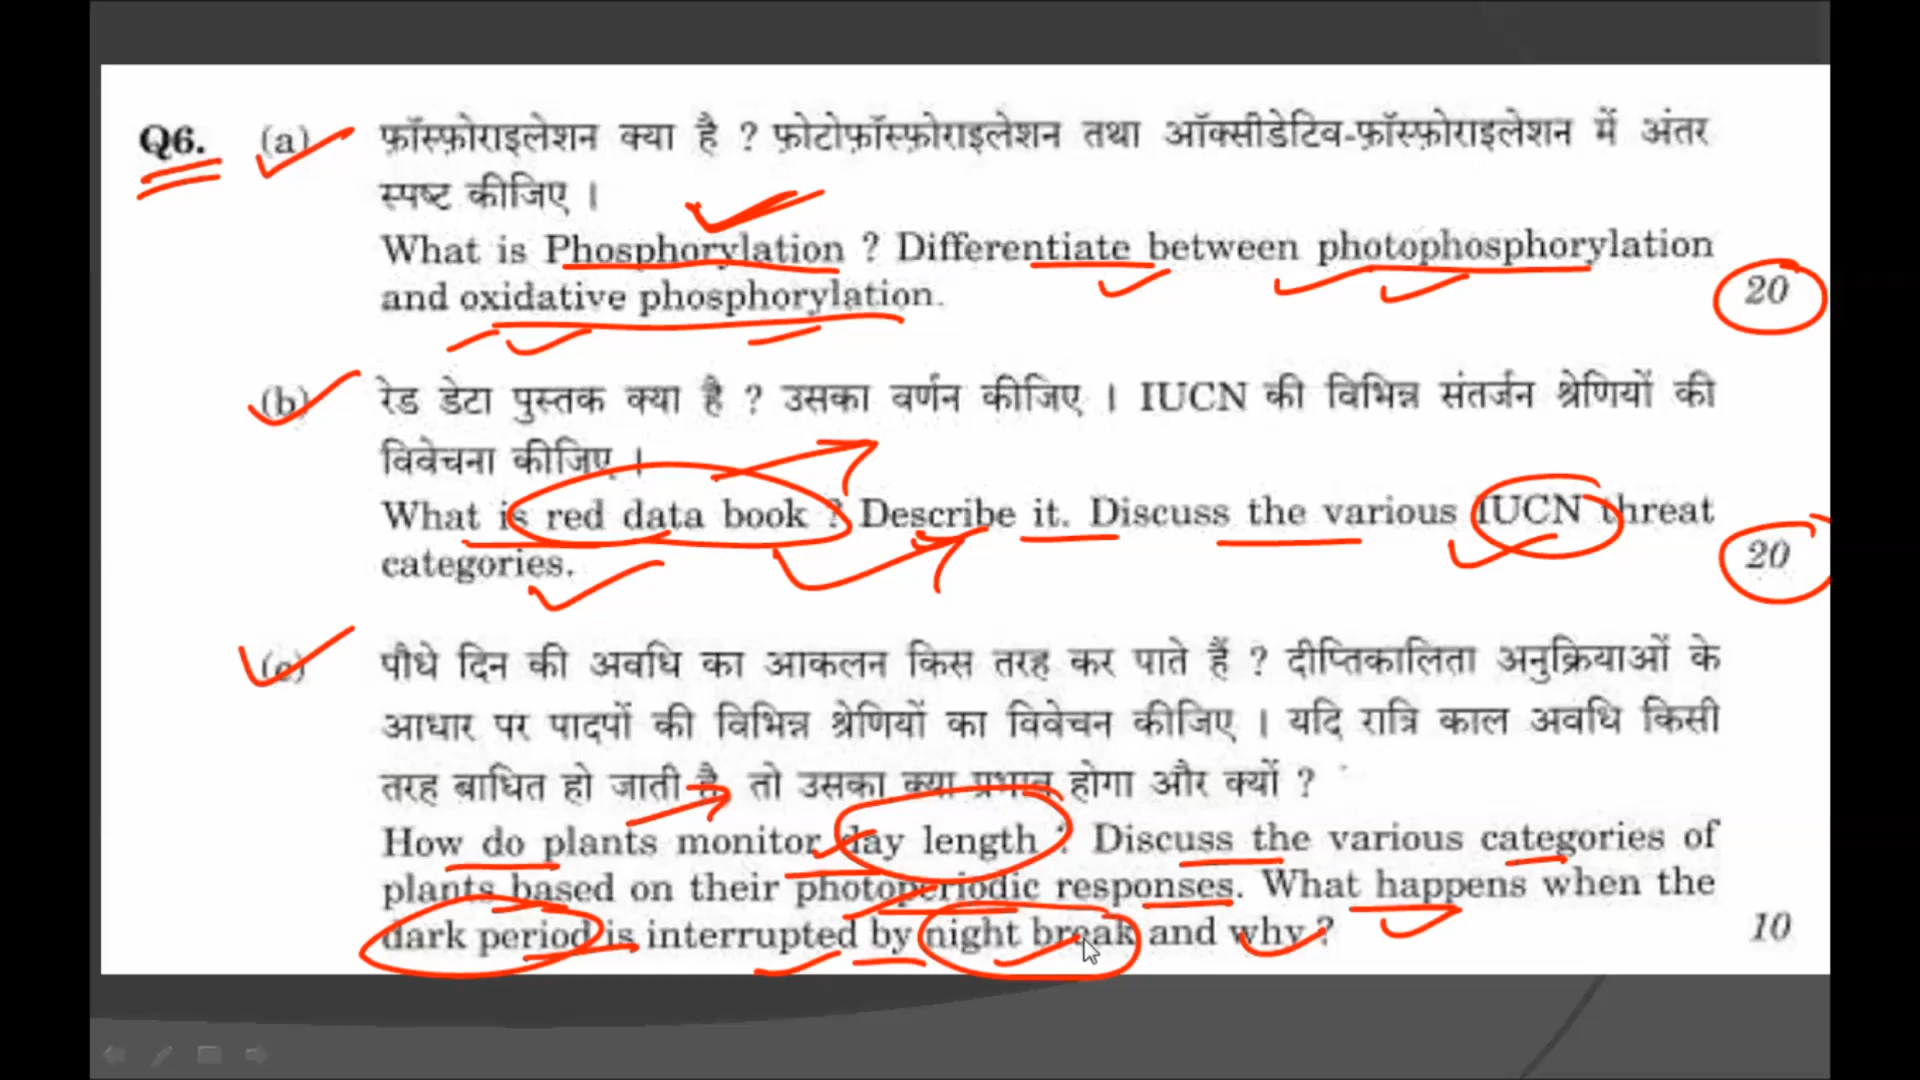 Q6. (a) फ़ॉस्फ़ोराइलेशन क्या है ? फ़ोटोफ़ॉस्फ़ोराइलेशन तथा ऑक्सीडेटिव-फ़ॉस्फ़ोराइलेशन में अंतर
स्पष्ट कीजिए ।
What is Phosphorylation ? Differentiate between photophosphorylation
and oxidative phosphorylation. 20
(b) रेड डेटा पुस्तक क्या है ? उसका वर्णन कीजिए । IUCN की विभिन्न संतर्जन श्रेणियों की
विवेचना कीजिए ।
What is red data book ? Describe it. Discuss the various IUCN threat
categories. 20
(c) पौधे दिन की अवधि का आकलन किस तरह कर पाते हैं ? दीप्तिकालिता अनुक्रियाओं के
आधार पर पादपों की विभिन्न श्रेणियों का विवेचन कीजिए । यदि रात्रि काल अवधि किसी
तरह बाधित हो जाती है, तो उसका क्या प्रभाव होगा और क्यों ?
How do plants monitor day length ? Discuss the various categories of
plants based on their photoperiodic responses. What happens when the
dark period is interrupted by night break and why ? 10